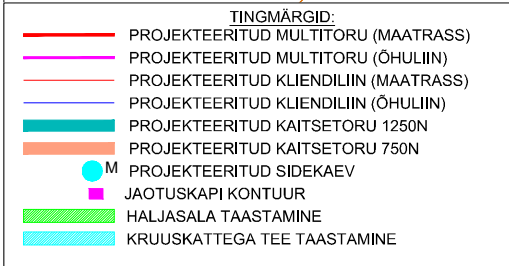 TINGMÄRGID:
PROJEKTEERITUD MULTITORU (MAATRASS)
PROJEKTEERITUD MULTITORU (ÕHULIIN)
PROJEKTEERITUD KLIENDILIIN (MAATRASS)
PROJEKTEERITUD KLIENDILIIN (ÕHULIIN)
PROJEKTEERITUD KAITSETORU 1250N
PROJEKTEERITUD KAITSETORU 750N
M PROJEKTEERITUD SIDEKAEV
JAOTUSKAPI KONTUUR
HALJASALA TAASTAMINE
KRUUSKATTEGA TEE TAASTAMINE